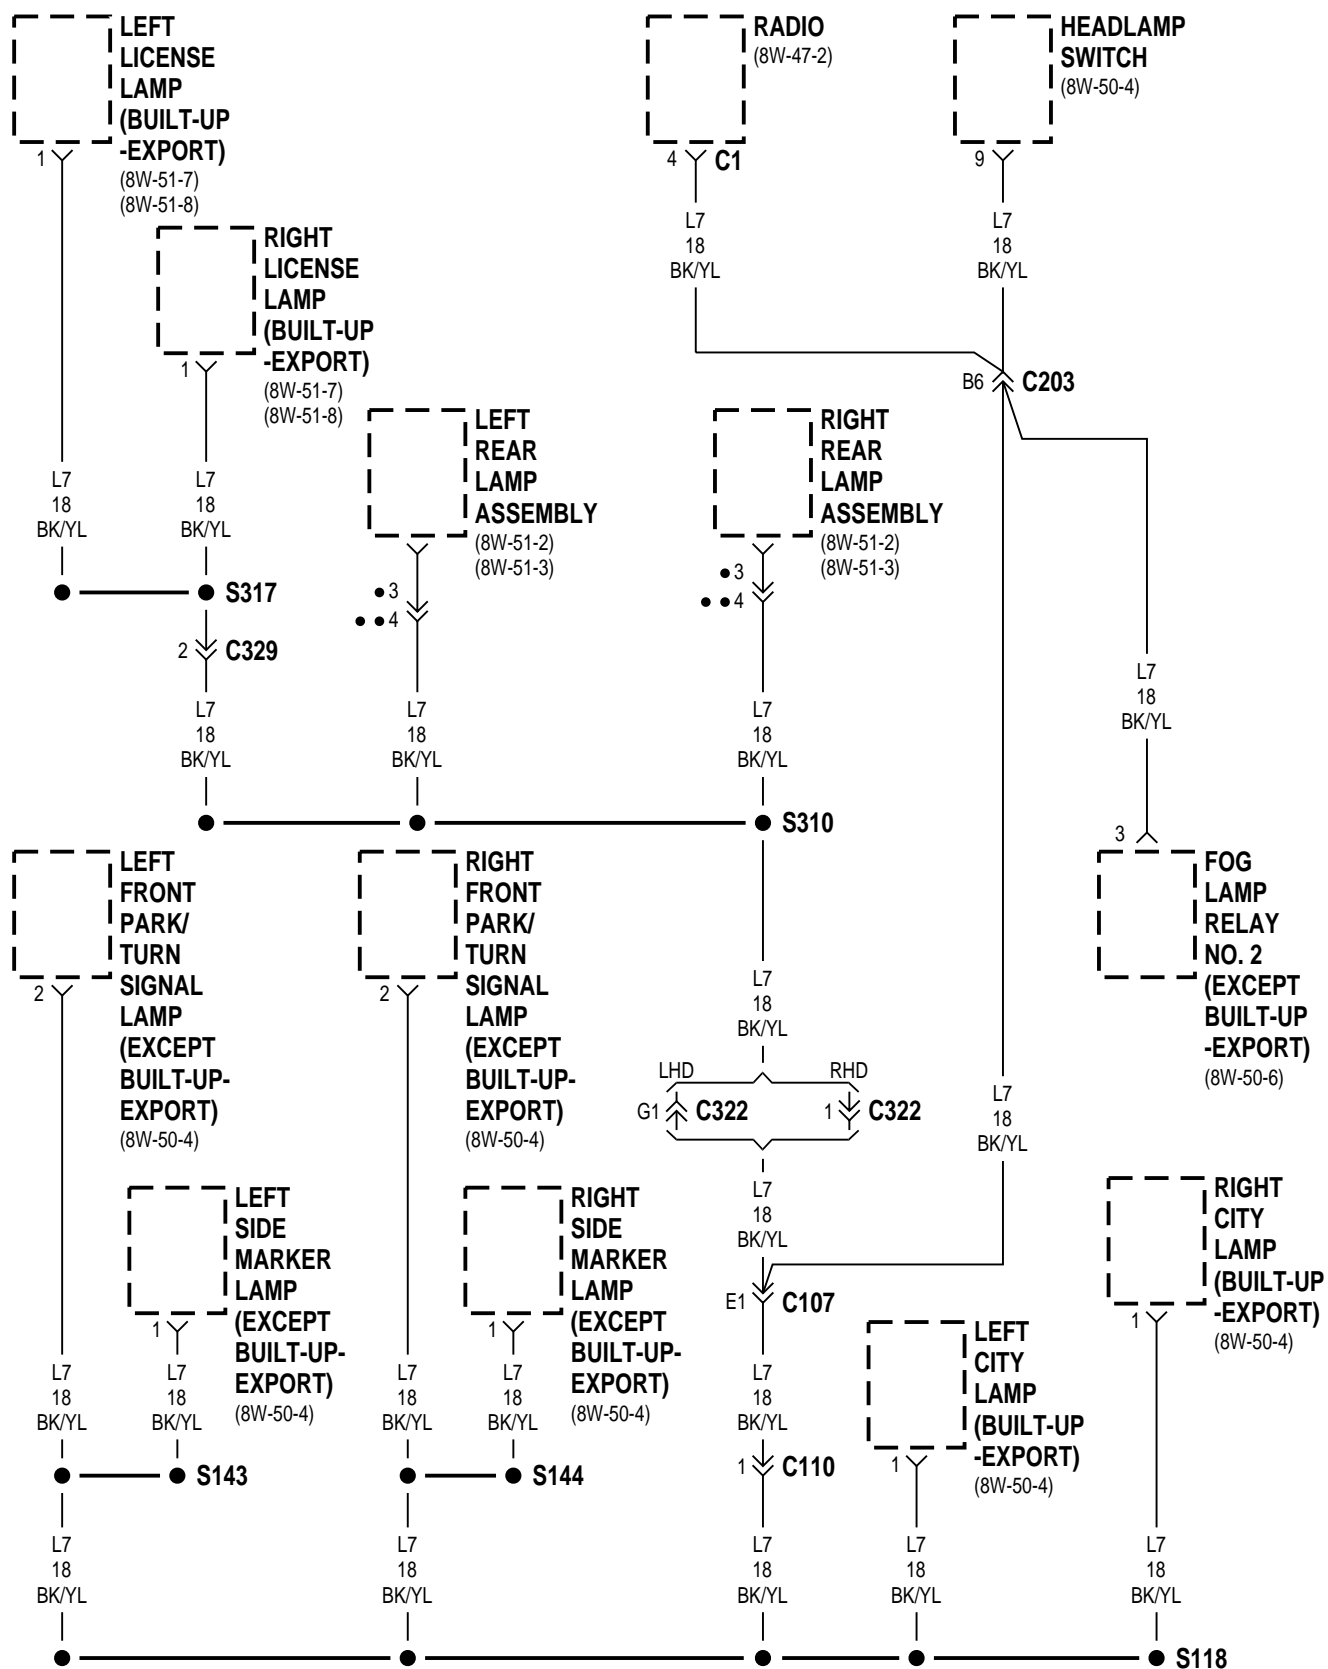 LEFT
LICENSE
LAMP
(BUILT-UP
-EXPORT)
(8W-51-7)
(8W-51-8)
1
RADIO
(8W-47-2)
4
C1
HEADLAMP
SWITCH
(8W-50-4)
9
L7
18
BK/YL
L7
18
BK/YL
RIGHT
LICENSE
LAMP
(BUILT-UP
-EXPORT)
(8W-51-7)
(8W-51-8)
1
B6
C203
LEFT
REAR
LAMP
ASSEMBLY
(8W-51-2)
(8W-51-3)
RIGHT
REAR
LAMP
ASSEMBLY
(8W-51-2)
(8W-51-3)
L7
18
BK/YL
L7
18
BK/YL
S317
•3
••4
•3
••4
2
C329
L7
18
BK/YL
L7
18
BK/YL
L7
18
BK/YL
L7
18
BK/YL
S310
3
LEFT
FRONT
PARK/
TURN
SIGNAL
LAMP
(EXCEPT
BUILT-UP-
EXPORT)
(8W-50-4)
2
RIGHT
FRONT
PARK/
TURN
SIGNAL
LAMP
(EXCEPT
BUILT-UP-
EXPORT)
(8W-50-4)
2
FOG
LAMP
RELAY
NO. 2
(EXCEPT
BUILT-UP
-EXPORT)
(8W-50-6)
L7
18
BK/YL
LHD
RHD
G1
C322
1
C322
L7
18
BK/YL
L7
18
BK/YL
LEFT
SIDE
MARKER
LAMP
(EXCEPT
BUILT-UP-
EXPORT)
(8W-50-4)
1
RIGHT
SIDE
MARKER
LAMP
(EXCEPT
BUILT-UP-
EXPORT)
(8W-50-4)
1
E1
C107
RIGHT
CITY
LAMP
(BUILT-UP
-EXPORT)
(8W-50-4)
1
LEFT
CITY
LAMP
(BUILT-UP
-EXPORT)
(8W-50-4)
1
L7
18
BK/YL
L7
18
BK/YL
L7
18
BK/YL
L7
18
BK/YL
L7
18
BK/YL
S143
S144
1
C110
L7
18
BK/YL
L7
18
BK/YL
L7
18
BK/YL
L7
18
BK/YL
L7
18
BK/YL
S118